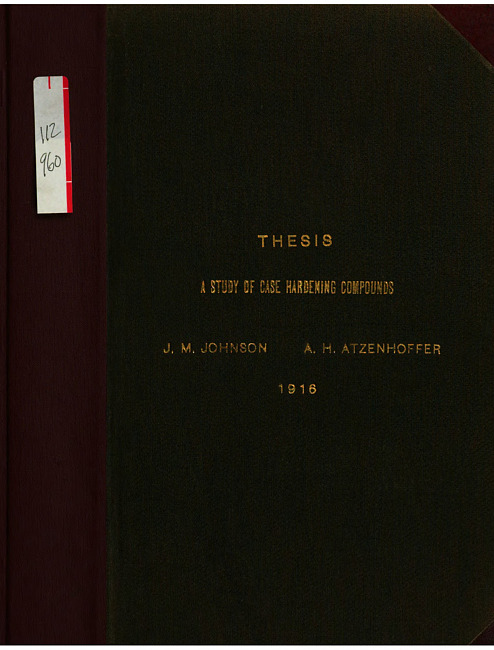 112
960
THESIS
A STUDY OF CASE HARDENING COMPOUNDS
J. M. JOHNSON A. H. ATZENHOFFER
1916